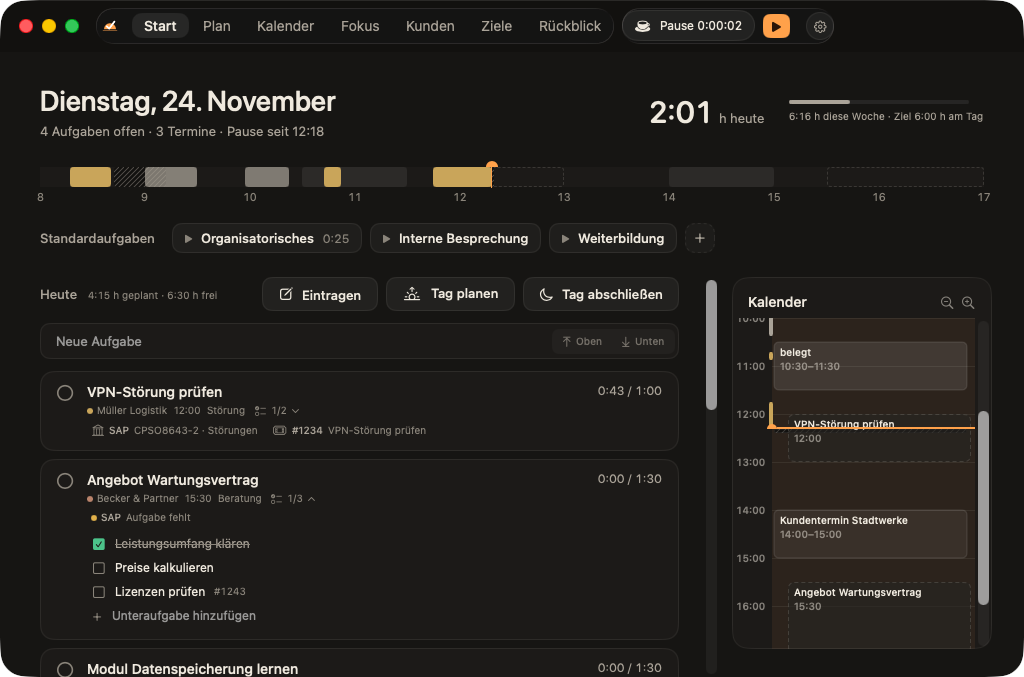 Start Plan Kalender Fokus Kunden Ziele Rückblick Pause 0:00:02
Dienstag, 24. November
4 Aufgaben offen · 3 Termine · Pause seit 12:18
2:01 h heute
6:16 h diese Woche · Ziel 6:00 h am Tag
8 9 10 11 12 13 14 15 16 17
Standardaufgaben Organisatorisches 0:25 Interne Besprechung Weiterbildung +
Heute 4:15 h geplant · 6:30 h frei Eintragen Tag planen Tag abschließen
Neue Aufgabe Oben Unten
VPN-Störung prüfen 0:43 / 1:00
Müller Logistik 12:00 Störung 1/2
SAP CPSO8643-2 · Störungen #1234 VPN-Störung prüfen
Angebot Wartungsvertrag 0:00 / 1:30
Becker & Partner 15:30 Beratung 1/3
SAP Aufgabe fehlt
Leistungsumfang klären
Preise kalkulieren
Lizenzen prüfen #1243
+ Unteraufgabe hinzufügen
Modul Datenspeicherung lernen 0:00 / 1:30
Kalender
10:00
belegt
10:30–11:30
11:00
12:00
VPN-Störung prüfen
12:00
13:00
14:00
Kundentermin Stadtwerke
14:00–15:00
15:00
Angebot Wartungsvertrag
15:30
16:00